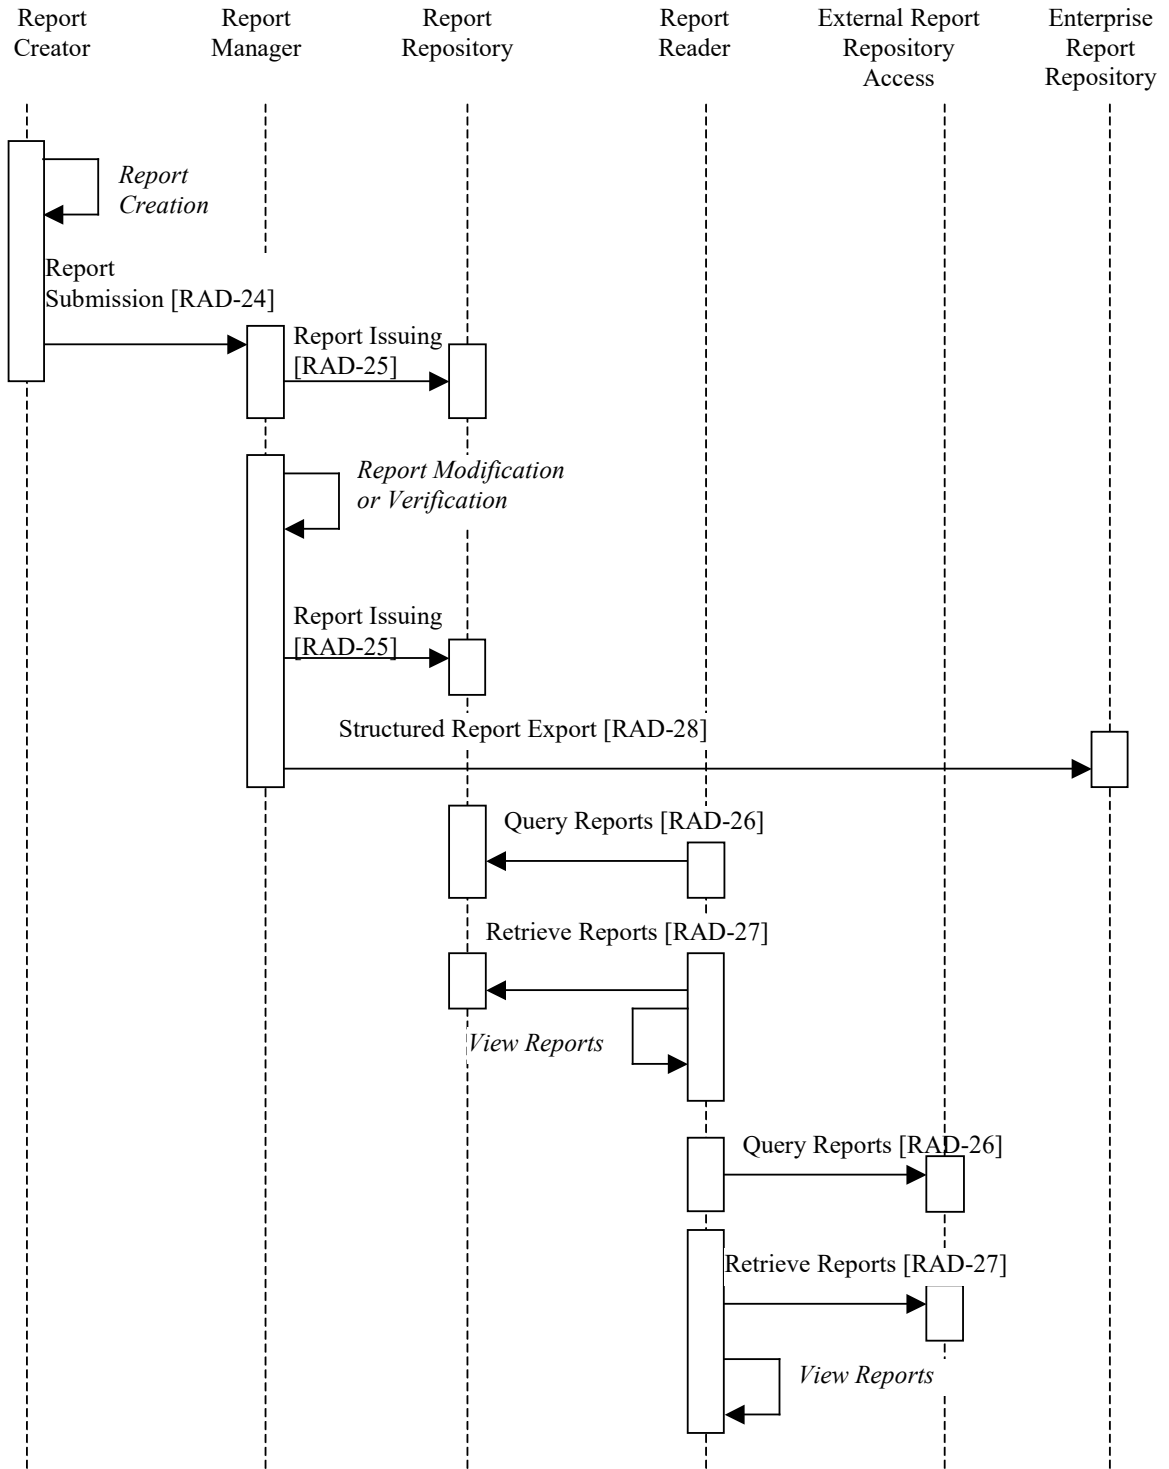 Report
Creator
Report
Manager
Report
Repository
Report
Reader
External Report
Repository
Access
Enterprise
Report
Repository
Report
Creation
Report
Submission [RAD-24]
Report Issuing
[RAD-25]
Report Modification
or Verification
Report Issuing
[RAD-25]
Structured Report Export [RAD-28]
Query Reports [RAD-26]
Retrieve Reports [RAD-27]
View Reports
Query Reports [RAD-26]
Retrieve Reports [RAD-27]
View Reports